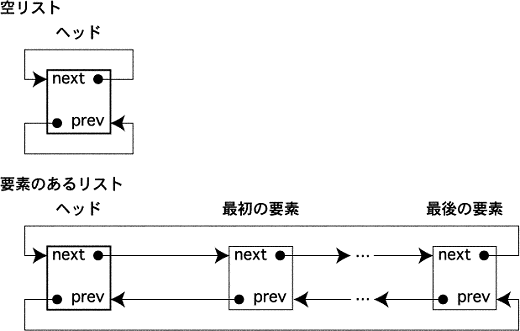 空リスト
ヘッド
next
prev
要素のあるリスト
ヘッド 最初の要素 最後の要素
next next … next
prev prev … prev